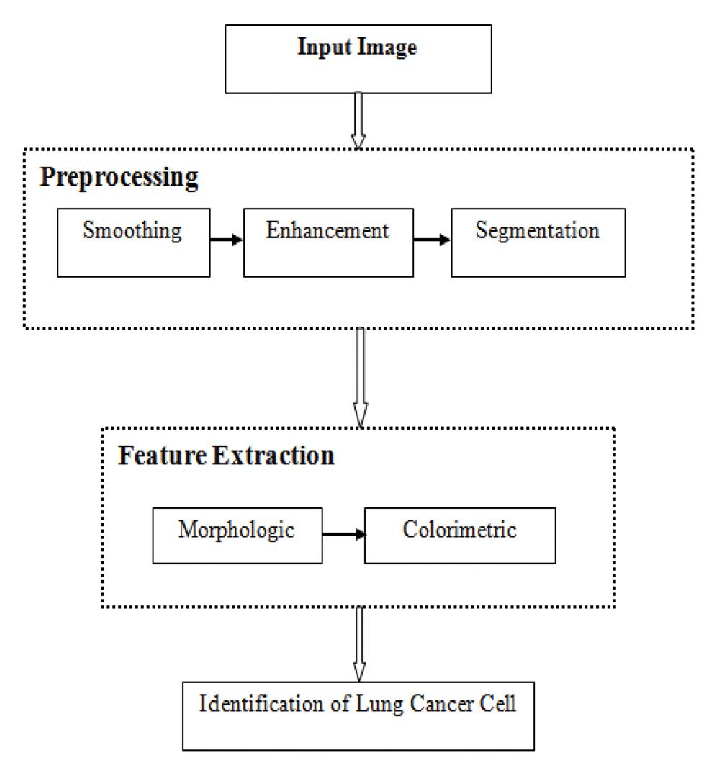 Input Image
Preprocessing
Smoothing
Enhancement
Segmentation
Feature Extraction
Morphologic
Colorimetric
Identification of Lung Cancer Cell